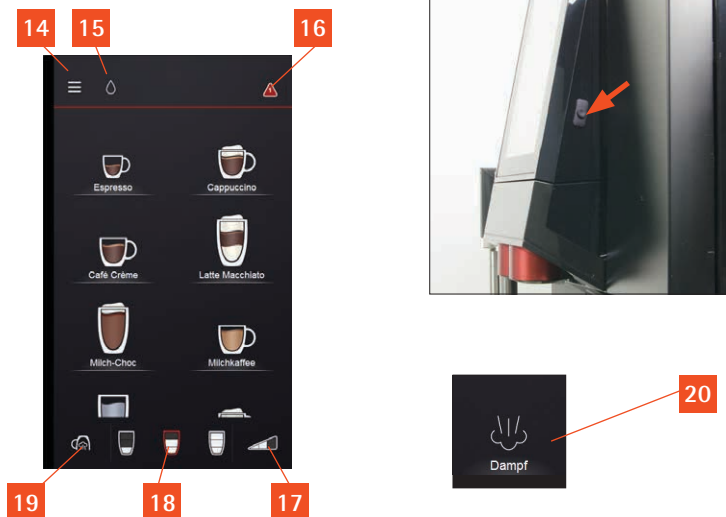 14 15 16
Espresso Cappuccino
Café Crème Latte Macchiato
Milch-Choc Milchkaffee
19 18 17
20
Dampf